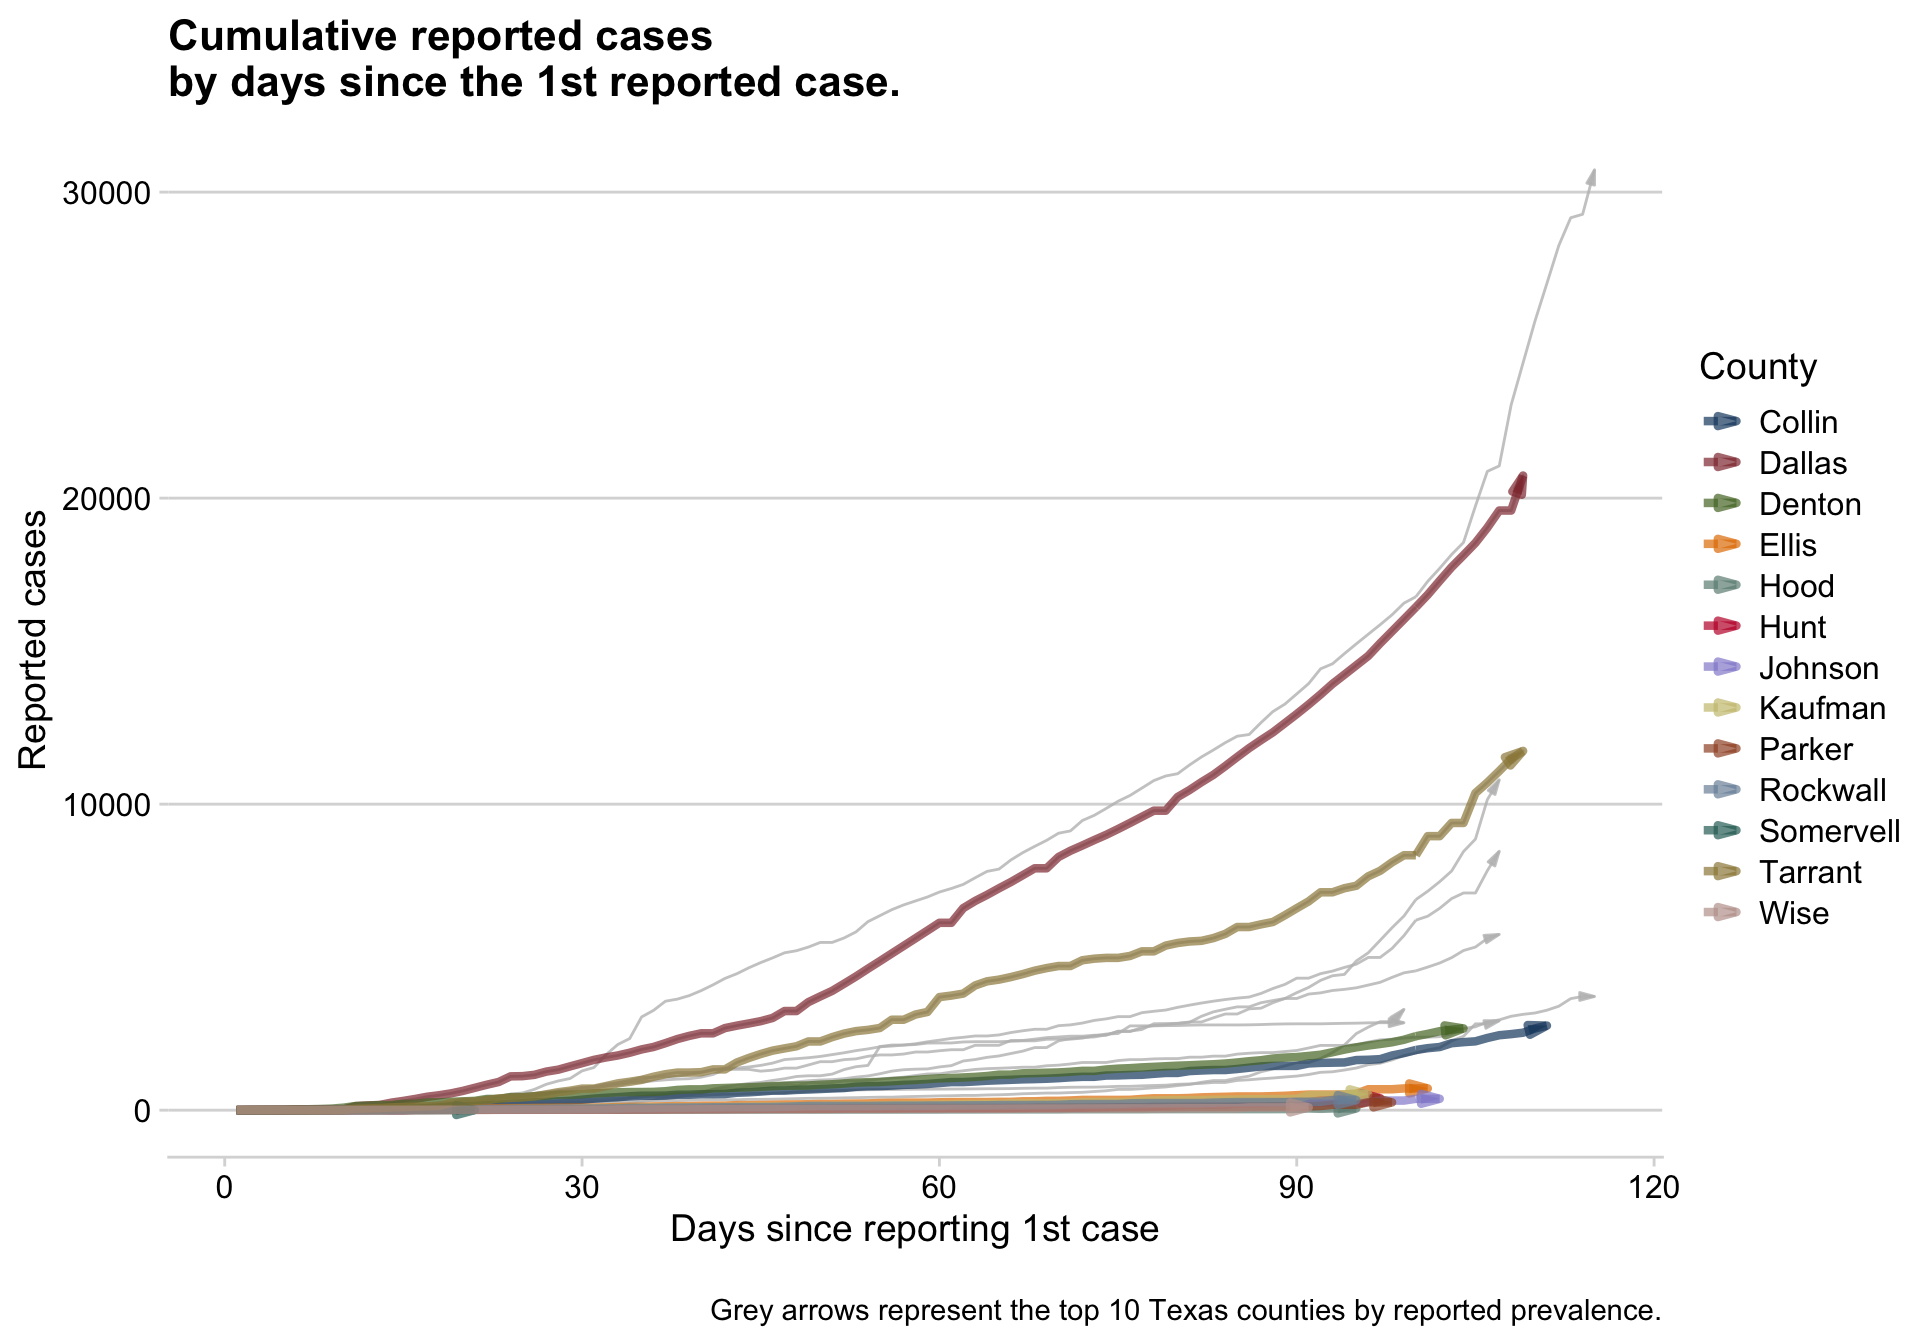 Cumulative reported cases
by days since the 1st reported case.
30000
20000
10000
0
Reported cases
0
30
60
90
120
Days since reporting 1st case
County
Collin
Dallas
Denton
Ellis
Hood
Hunt
Johnson
Kaufman
Parker
Rockwall
Somervell
Tarrant
Wise
Grey arrows represent the top 10 Texas counties by reported prevalence.